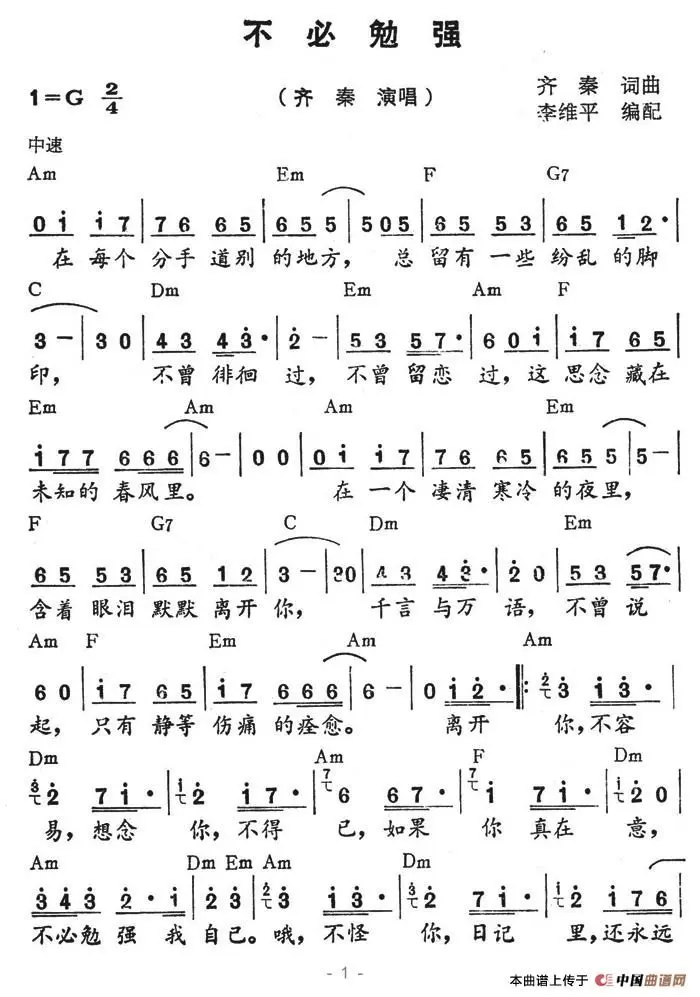 不必勉强
1=G 2/4
（齐秦 演唱）
齐秦 词曲
李维平 编配
中速
Am Em F G7
0 i i 7 | 7 6 6 5 | 6 5 5 | 5 0 5 | 6 5 5 3 | 6 5 1 2·
在每个分手道别的地方，总留有一些纷乱的脚
C Dm Em Am F
3 – | 3 0 | 4 3 4 3· | 2 – | 5 3 5 7· | 6 0 i | i 7 6 5
印，不曾徘徊过，不曾留恋过，这思念藏在
Em Am Am Em
i 7 7 6 6 6 | 6 – | 0 0 | 0 i i 7 | 7 6 6 5 | 6 5 5 | 5 –
未知的春风里。在一个凄清寒冷的夜里，
F G7 C Dm Em
6 5 5 3 | 6 5 1 2 | 3 – | 3 0 | 4 3 4 3· | 2 0 | 5 3 5 7·
含着眼泪默默离开你，千言与万语，不曾说
Am F Em Am Am
6 0 | i 7 6 5 | i 7 6 6 6 | 6 – | 0 i 2· 2 3 | i 3·
起，只有静等伤痛的痊愈。离开你，不容
Dm Am F Dm
3 2 | 7 i· | i 2 | i 7· | 7 6 | 6 7· | 7 i | 7 i· | i 2 0
易，想念你，不得已，如果你真在意，
Am Dm Em Am Dm
3 4 3 2· i | 2 3 | 2 3 | i 3· | 3 2 | 7 i· | i 2 | i 7 6
不必勉强我自己。哦，不怪你，日记里，还永远
- 1 -
本曲谱上传于 中国曲谱网